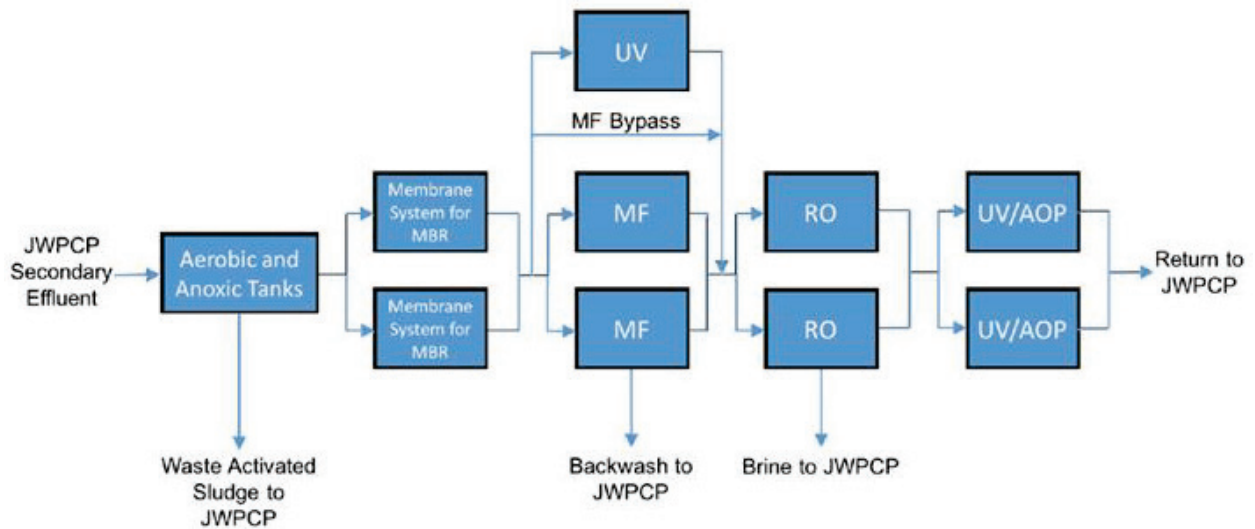 UV
MF Bypass
Membrane
System for
MBR
MF
RO
UV/AOP
JWPCP
Secondary
Effluent
Aerobic and
Anoxic Tanks
Return to
JWPCP
Membrane
System for
MBR
MF
RO
UV/AOP
Waste Activated
Sludge to
JWPCP
Backwash to
JWPCP
Brine to JWPCP